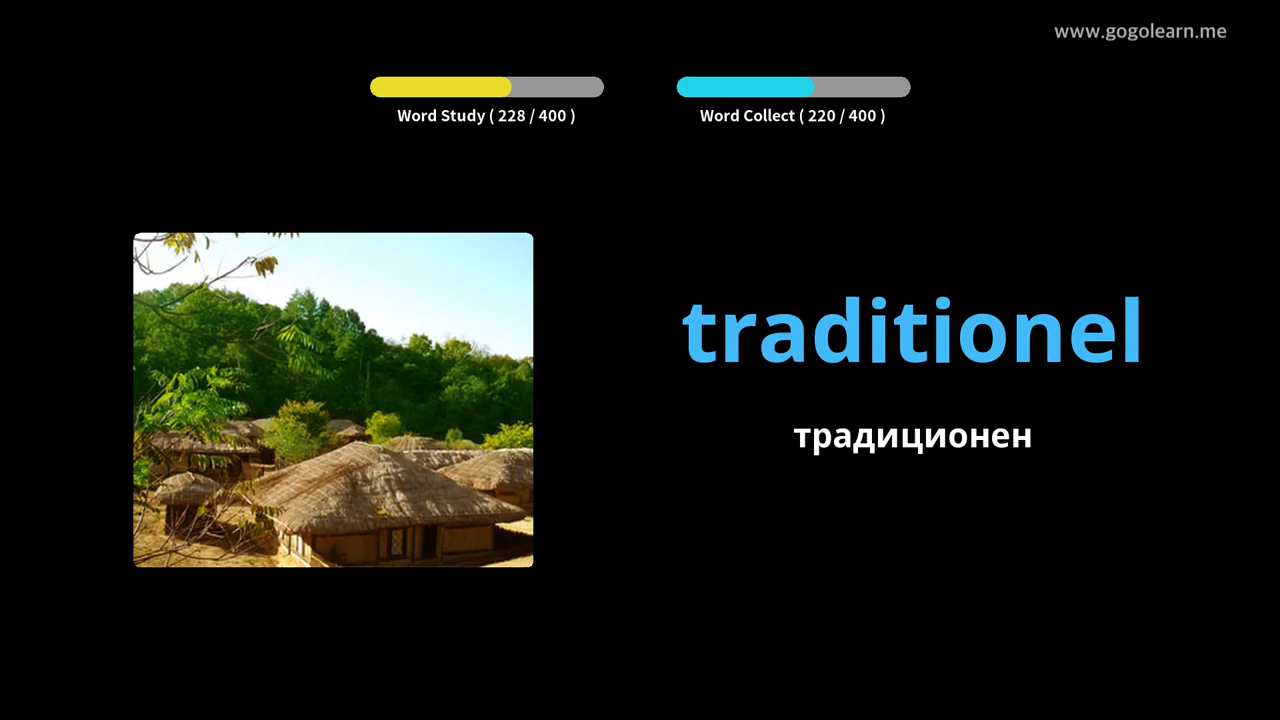 www.gogolearn.me
Word Study ( 228 / 400 )
Word Collect ( 220 / 400 )
traditionel
традиционен